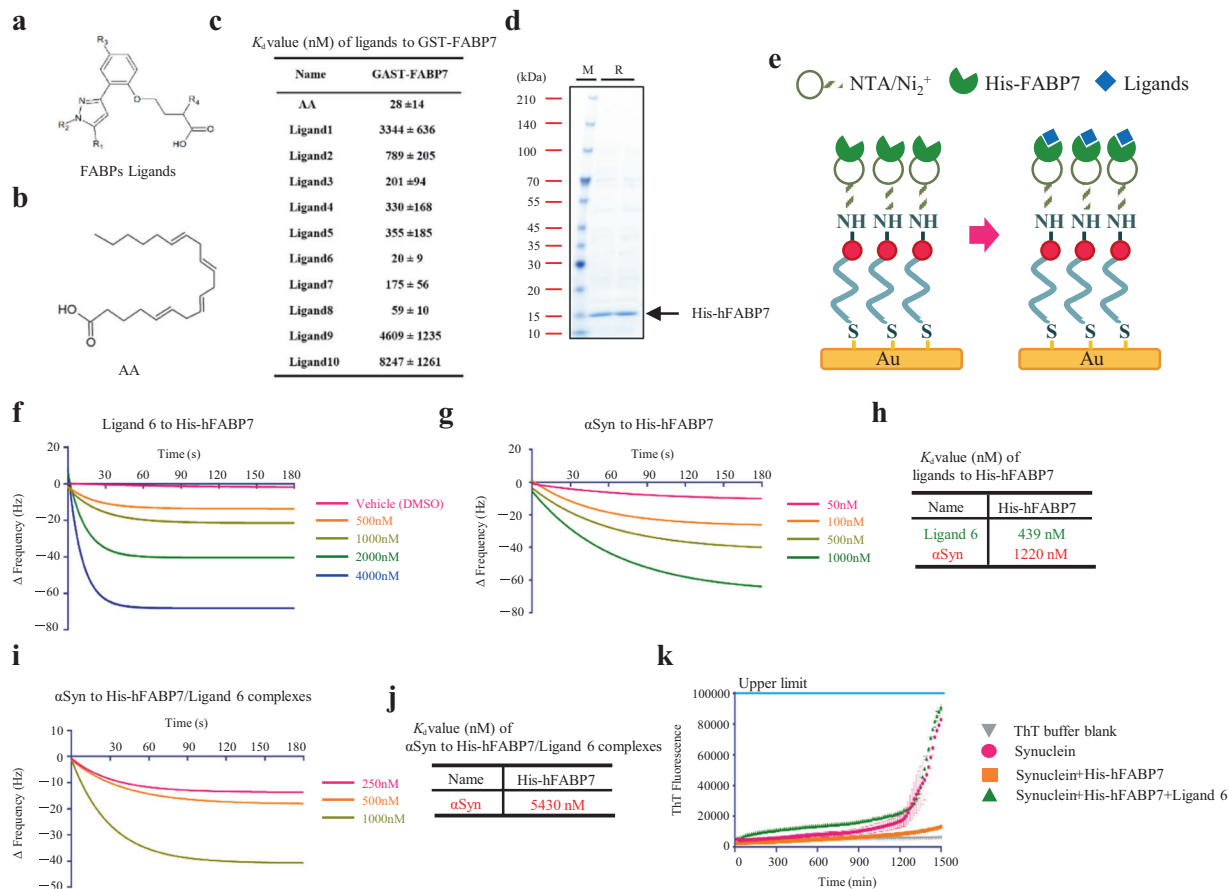 a
R3
N
N
R2
R1
O
R4
O
HO
FABPs Ligands
b
HO
O
AA
c
Kd value (nM) of ligands to GST-FABP7
Name GAST-FABP7
AA 28 ±14
Ligand1 3344 ± 636
Ligand2 789 ± 205
Ligand3 201 ±94
Ligand4 330 ±168
Ligand5 355 ±185
Ligand6 20 ± 9
Ligand7 175 ± 56
Ligand8 59 ± 10
Ligand9 4609 ± 1235
Ligand10 8247 ± 1261
d
(kDa) M R
210
140
100
70
55
45
35
30
20
15
10
His-hFABP7
e
NTA/Ni2+ His-FABP7 Ligands
NH NH NH NH NH NH
S S S S S S
Au Au
f
Ligand 6 to His-hFABP7
Time (s)
30 60 90 120 150 180
20
0
−20
−40
−60
−80
Δ Frequency (Hz)
Vehicle (DMSO)
500nM
1000nM
2000nM
4000nM
g
αSyn to His-hFABP7
Time (s)
30 60 90 120 150 180
20
0
−20
−40
−60
−80
Δ Frequency (Hz)
50nM
100nM
500nM
1000nM
h
Kd value (nM) of
ligands to His-hFABP7
Name His-hFABP7
Ligand 6 439 nM
αSyn 1220 nM
i
αSyn to His-hFABP7/Ligand 6 complexes
Time (s)
30 60 90 120 150 180
10
0
−10
−20
−30
−40
−50
Δ Frequency (Hz)
250nM
500nM
1000nM
j
Kd value (nM) of
αSyn to His-hFABP7/Ligand 6 complexes
Name His-hFABP7
αSyn 5430 nM
k
Upper limit
100000
80000
60000
40000
20000
0
ThT Fluorescence
0 300 600 900 1200 1500
Time (min)
ThT buffer blank
Synuclein
Synuclein+His-hFABP7
Synuclein+His-hFABP7+Ligand 6